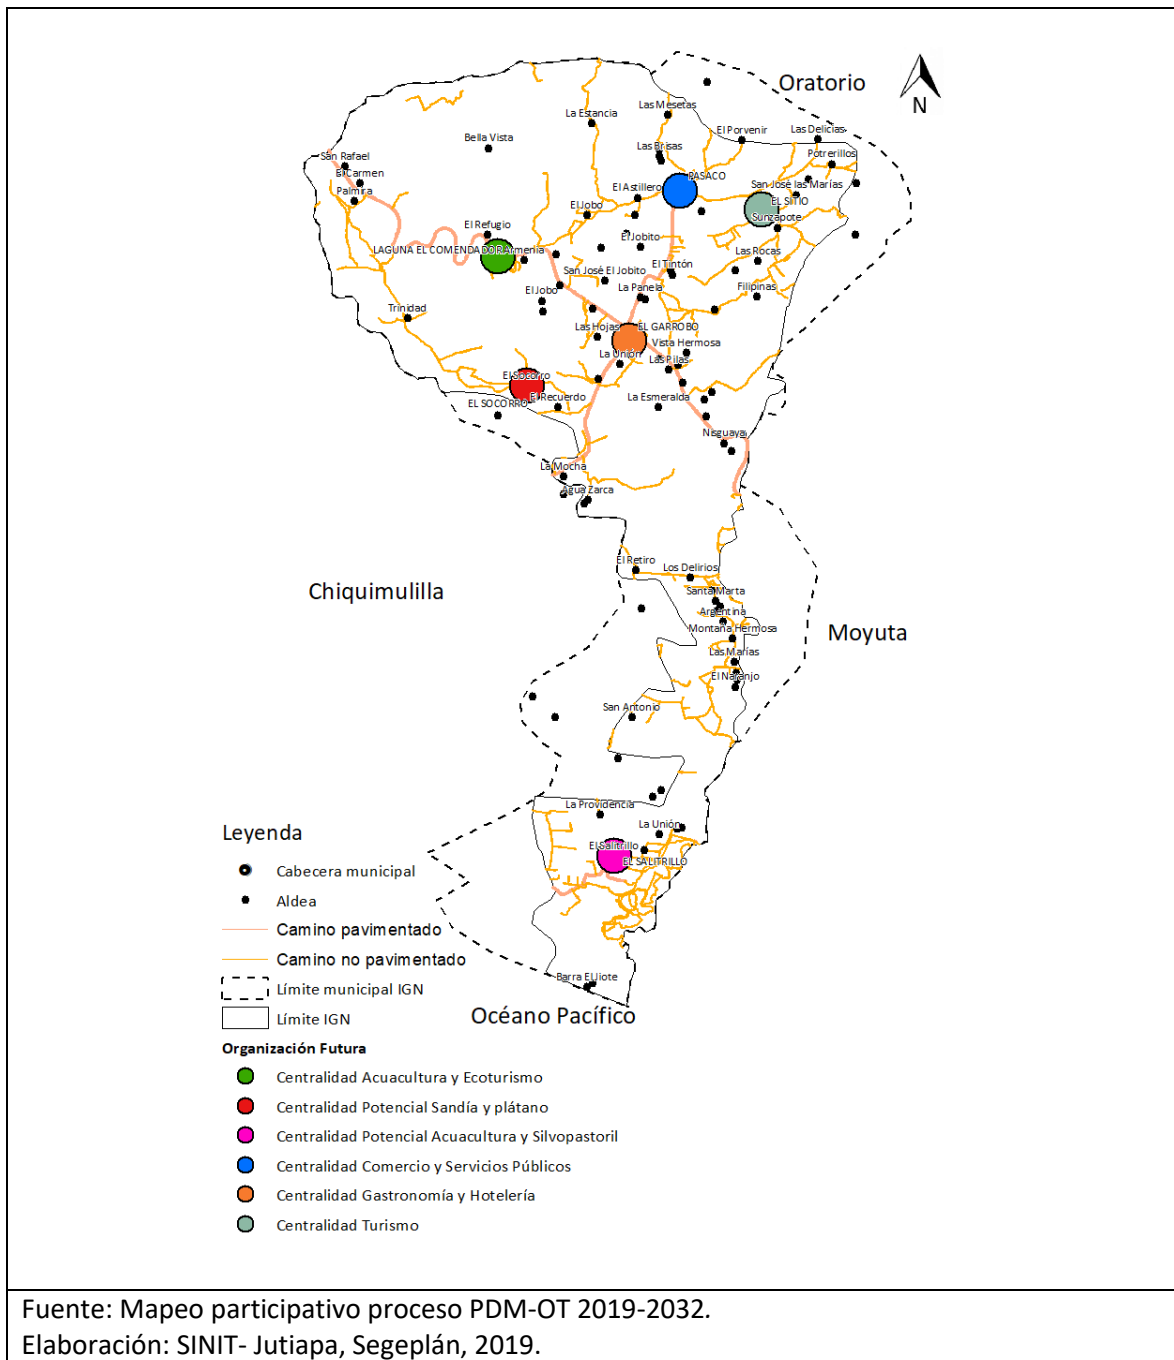 Oratorio
N
Las Mesetas
La Estancia
El Porvenir
Las Delicias
Bella Vista
Las Brisas
Potrerillos
San Rafael
El Carmen
PASACO
San José las Marías
Palmira
El Astillero
EL SITIO
El Jobo
Sunzapote
El Refugio
El Jobito
LAGUNA EL COMENDADOR
Armenia
Las Rocas
San José El Jobito
El Tintón
La Panela
Filipinas
El Jobo
Trinidad
Las Hojas
EL GARROBO
Vista Hermosa
La Unión
Las Pilas
El Socorro
EL SOCORRO
El Recuerdo
La Esmeralda
Nisguaya
La Mocha
Agua Zarca
El Retiro
Los Delirios
Chiquimulilla
Santa Marta
Argentina
Montaña Hermosa
Moyuta
Las Marías
El Naranjo
San Antonio
La Providencia
La Unión
El Salitrillo
EL SALITRILLO
Barra El Jiote
Océano Pacífico
Leyenda
Cabecera municipal
Aldea
Camino pavimentado
Camino no pavimentado
Límite municipal IGN
Límite IGN
Organización Futura
Centralidad Acuacultura y Ecoturismo
Centralidad Potencial Sandía y plátano
Centralidad Potencial Acuacultura y Silvopastoril
Centralidad Comercio y Servicios Públicos
Centralidad Gastronomía y Hotelería
Centralidad Turismo
Fuente: Mapeo participativo proceso PDM-OT 2019-2032.
Elaboración: SINIT- Jutiapa, Segeplán, 2019.